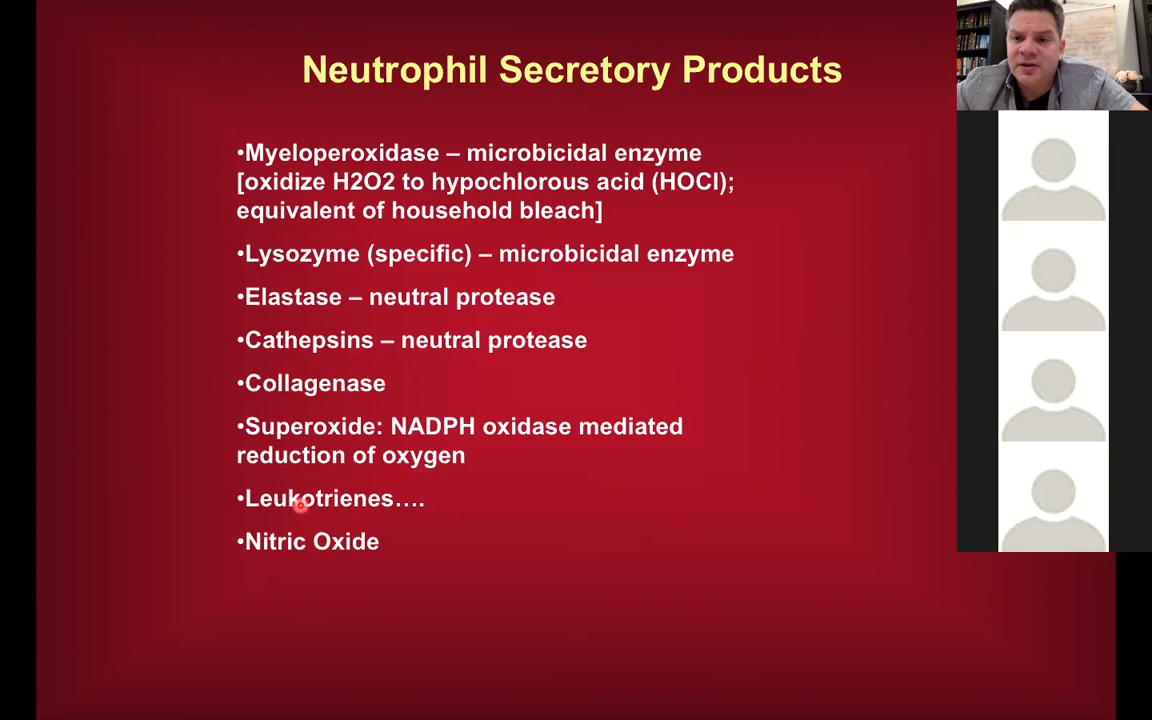 Neutrophil Secretory Products
•Myeloperoxidase – microbicidal enzyme
[oxidize H2O2 to hypochlorous acid (HOCl);
equivalent of household bleach]
•Lysozyme (specific) – microbicidal enzyme
•Elastase – neutral protease
•Cathepsins – neutral protease
•Collagenase
•Superoxide: NADPH oxidase mediated
reduction of oxygen
•Leukotrienes….
•Nitric Oxide